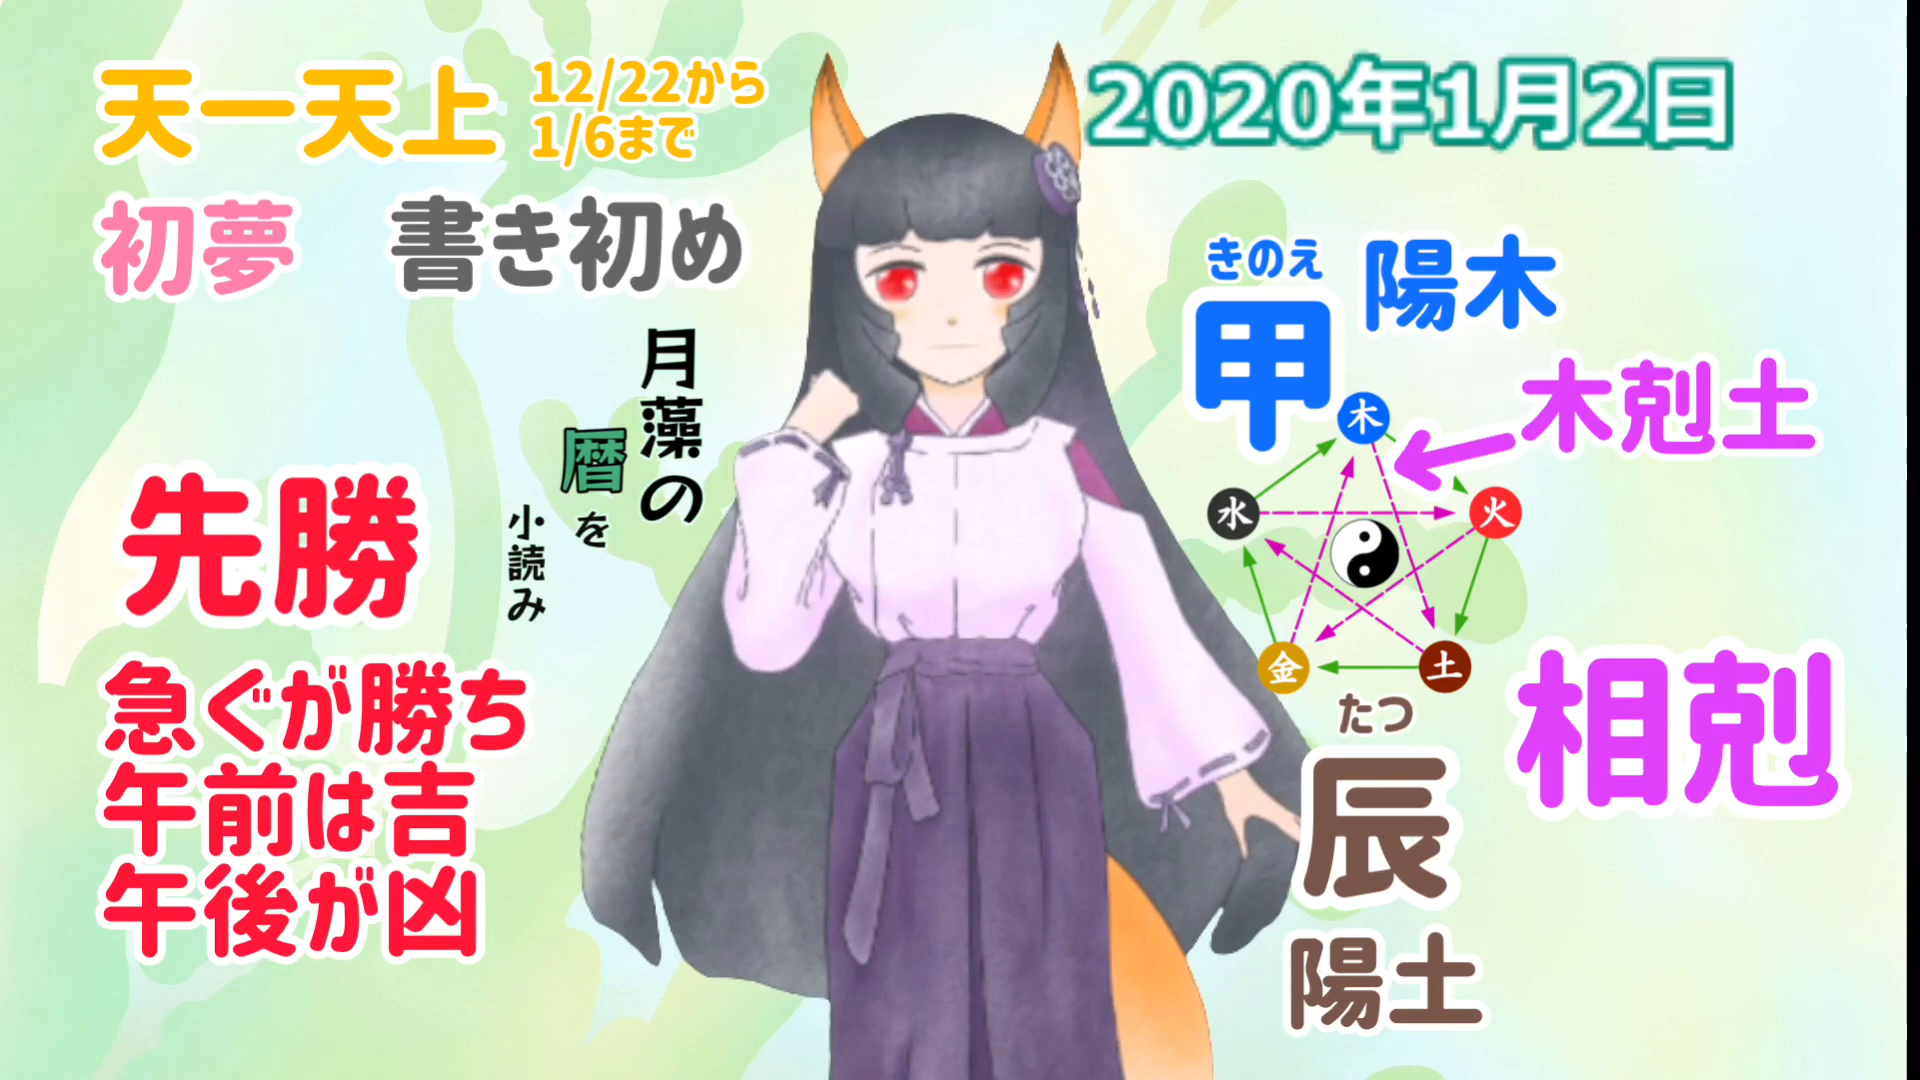 天一天上
12/22から
1/6まで
2020年1月2日
初夢 書き初め
月藻の
暦を
小読み
先勝
急ぐが勝ち
午前は吉
午後が凶
きのえ
甲
陽木
木剋土
木
水
火
金
土
相剋
たつ
辰
陽土